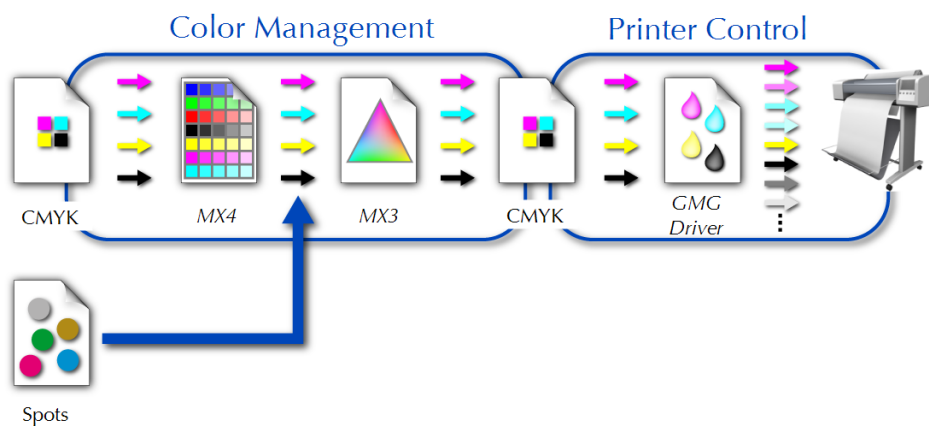 Color Management
Printer Control
CMYK
MX4
MX3
CMYK
GMG
Driver
Spots